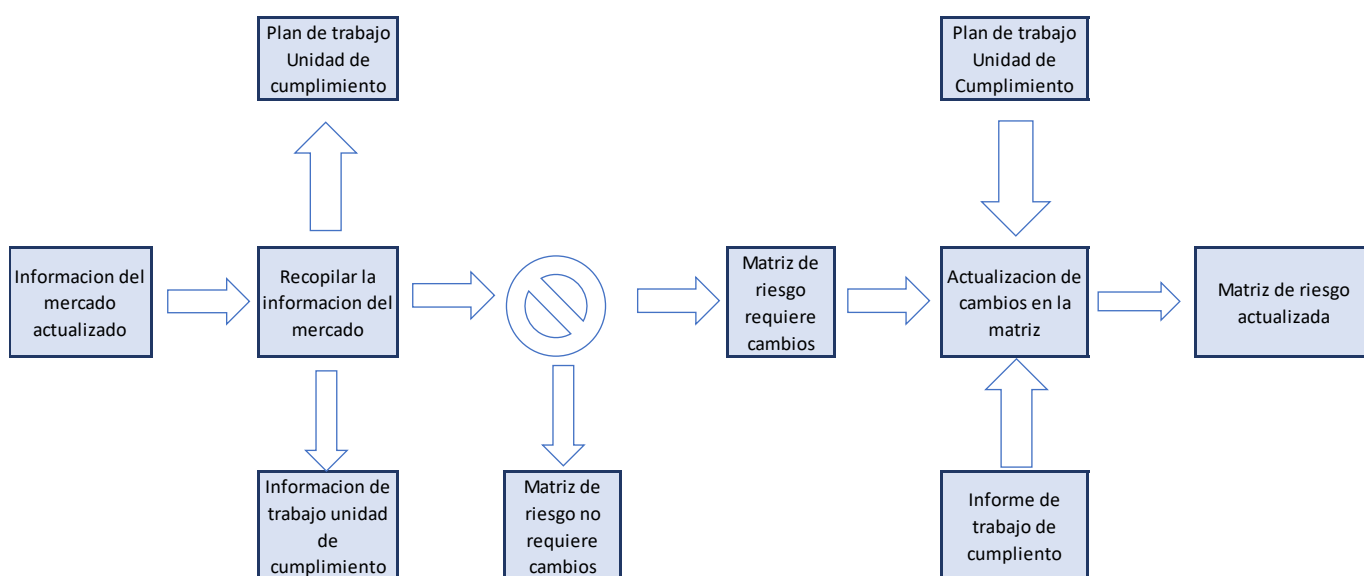 Plan de trabajo
Unidad de
cumplimiento
Plan de trabajo
Unidad de
Cumplimiento
Informacion del
mercado
actualizado
Recopilar la
informacion del
mercado
Matriz de
riesgo
requiere
cambios
Actualizacion de
cambios en la
matriz
Matriz de riesgo
actualizada
Informacion de
trabajo unidad
de
cumplimiento
Matriz de
riesgo no
requiere
cambios
Informe de
trabajo de
cumpliento